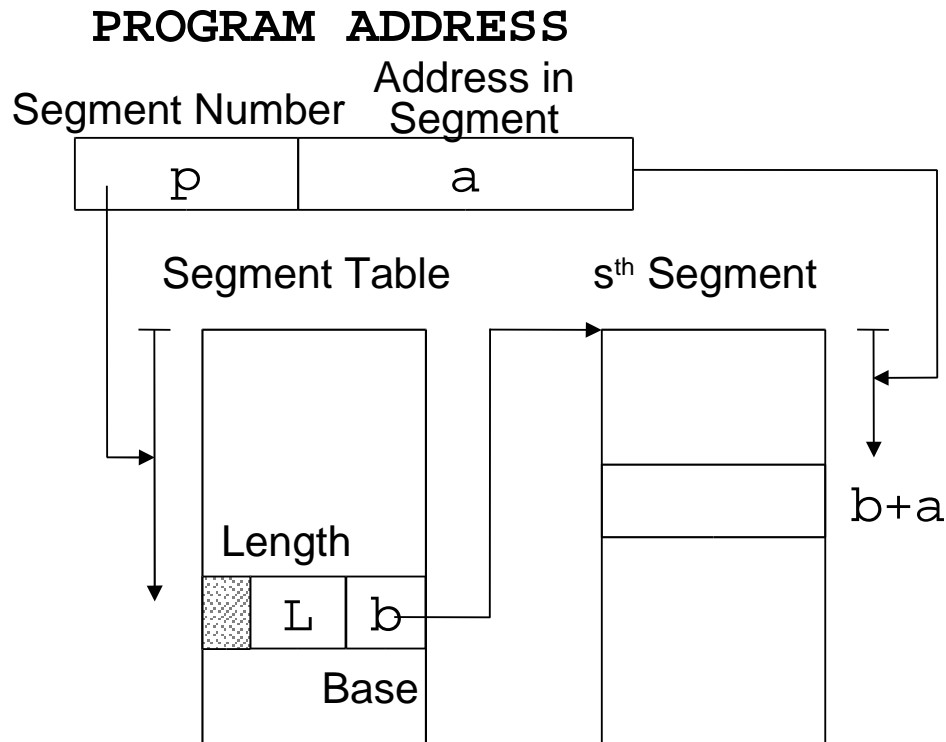 PROGRAM ADDRESS
Segment Number
Address in
Segment
p
a
Segment Table
sth Segment
b+a
Length
L
b
Base